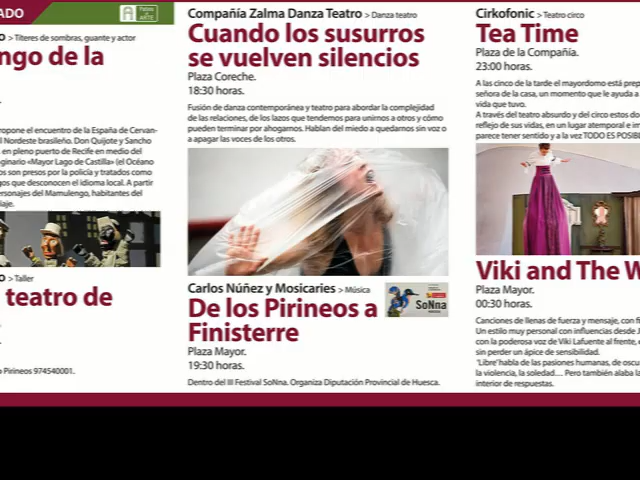 ADO
> Títeres de sombras, guante y actor
ngo de la
ropone el encuentro de la España de Cervan-
l Nordeste brasileño. Don Quijote y Sancho
en pleno puerto de Recife en medio del
ginario «Mayor Lago de Castilla» (el Océano
os son presos por la policía y tratados como
gos que desconocen el idioma local. A partir
ersonajes del Mamulengo, habitantes del
iaje.
O > Taller
teatro de
o Pirineos 974540001.
Compañía Zalma Danza Teatro > Danza teatro
Cuando los susurros
se vuelven silencios
Plaza Coreche.
18:30 horas.
Fusión de danza contemporánea y teatro para abordar la complejidad
de las relaciones, de los lazos que tendemos para unirnos a otros y cómo
pueden terminar por ahogarnos. Hablan del miedo a quedarnos sin voz o
a apagar las voces de los otros.
Carlos Núñez y Mosicaries > Música
SoNna
De los Pirineos a
Finisterre
Plaza Mayor.
19:30 horas.
Dentro del III Festival SoNna. Organiza Diputación Provincial de Huesca.
Cirkofonic > Teatro circo
Tea Time
Plaza de la Compañía.
23:00 horas.
A las cinco de la tarde el mayordomo está prep
señora de la casa, un momento que le ayuda a
vida que tuvo.
A través del teatro absurdo y del circo estos do
reflejo de sus vidas, en un lugar atemporal e im
parece tener sentido y a la vez TODO ES POSIBL
Viki and The W
Plaza Mayor.
00:30 horas.
Canciones de llenas de fuerza y mensaje, con fi
Un estilo muy personal con influencias desde J
con la poderosa voz de Viki Lafuente al frente,
sin perder un ápice de sensibilidad.
'Libre' habla de las pasiones humanas, de oscu
la violencia, la soledad… Pero también alaba la
interior de respuestas.